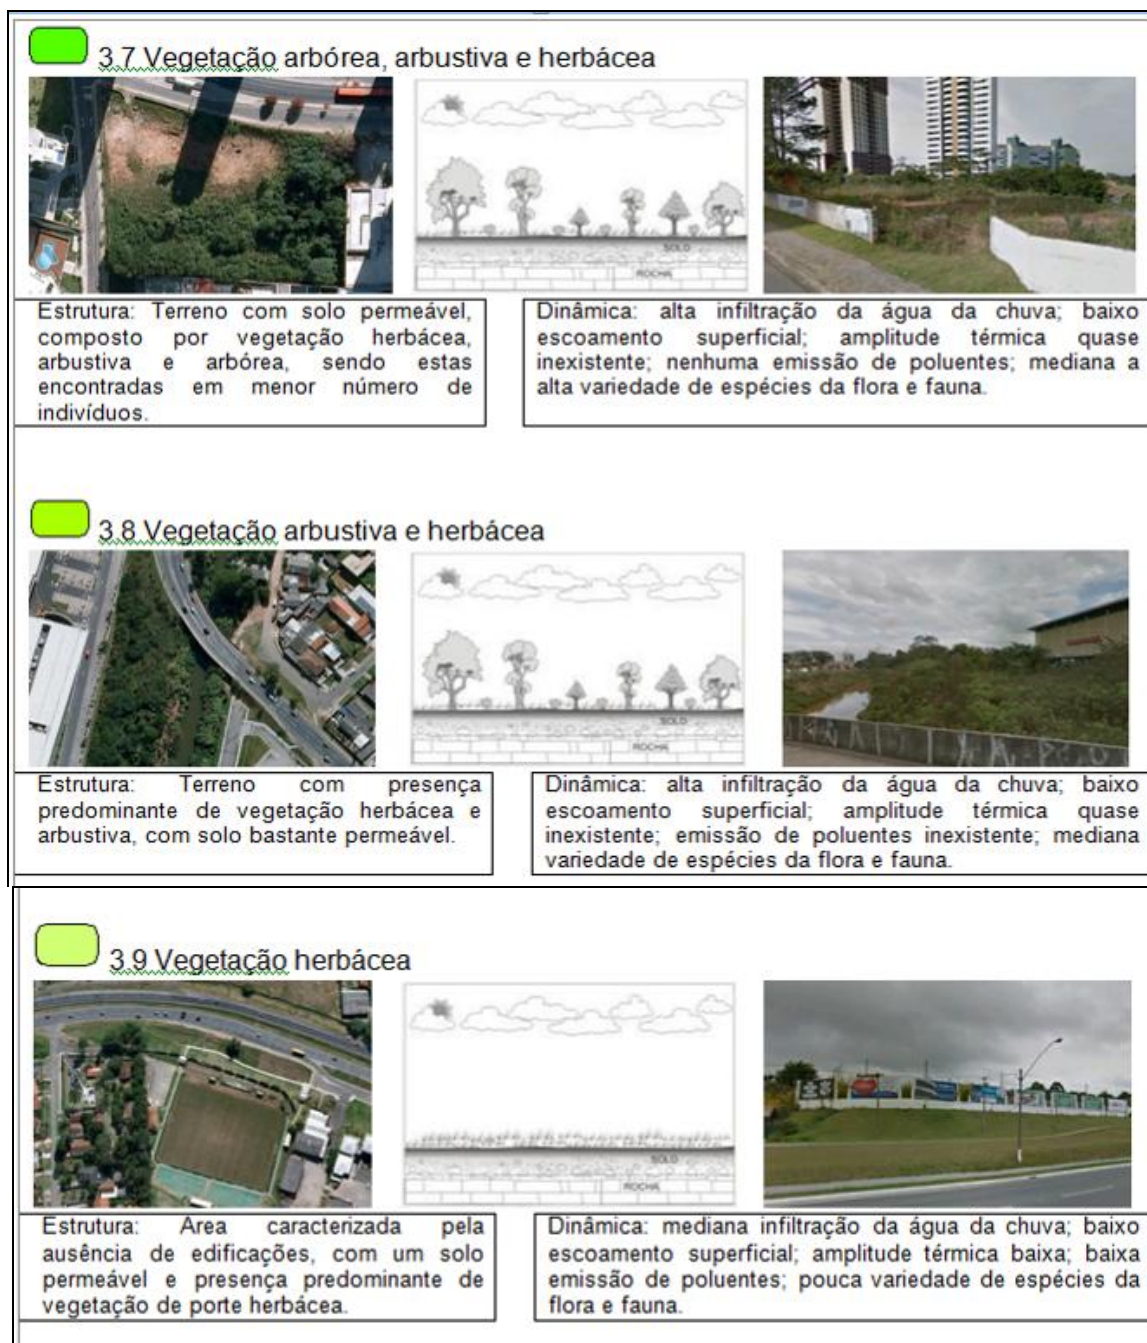 3.7 Vegetação arbórea, arbustiva e herbácea
SOLO
ROCHA
Estrutura: Terreno com solo permeável,
composto por vegetação herbácea,
arbustiva e arbórea, sendo estas
encontradas em menor número de
indivíduos.
Dinâmica: alta infiltração da água da chuva; baixo
escoamento superficial; amplitude térmica quase
inexistente; nenhuma emissão de poluentes; mediana a
alta variedade de espécies da flora e fauna.
3.8 Vegetação arbustiva e herbácea
SOLO
ROCHA
Estrutura: Terreno com presença
predominante de vegetação herbácea e
arbustiva, com solo bastante permeável.
Dinâmica: alta infiltração da água da chuva; baixo
escoamento superficial; amplitude térmica quase
inexistente; emissão de poluentes inexistente; mediana
variedade de espécies da flora e fauna.
3.9 Vegetação herbácea
SOLO
ROCHA
Estrutura: Área caracterizada pela
ausência de edificações, com um solo
permeável e presença predominante de
vegetação de porte herbácea.
Dinâmica: mediana infiltração da água da chuva; baixo
escoamento superficial; amplitude térmica baixa; baixa
emissão de poluentes; pouca variedade de espécies da
flora e fauna.